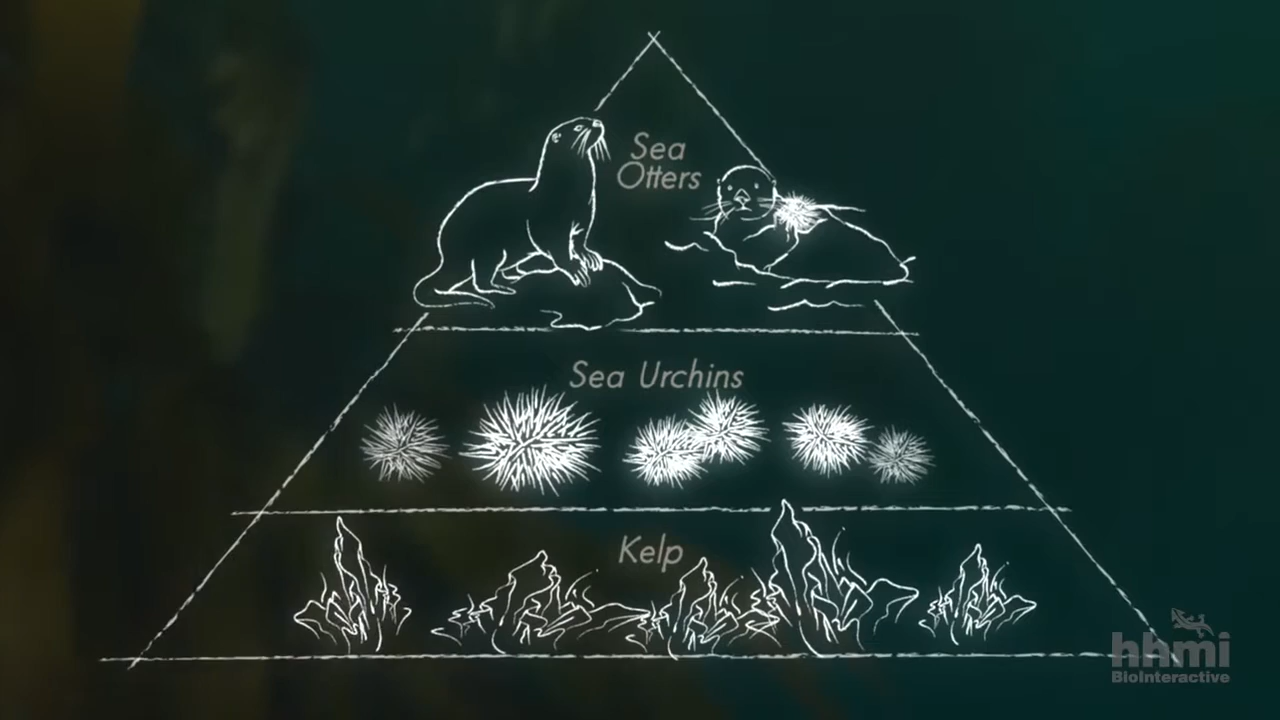 Sea
Otters
Sea Urchins
Kelp
hhmi
BioInteractive